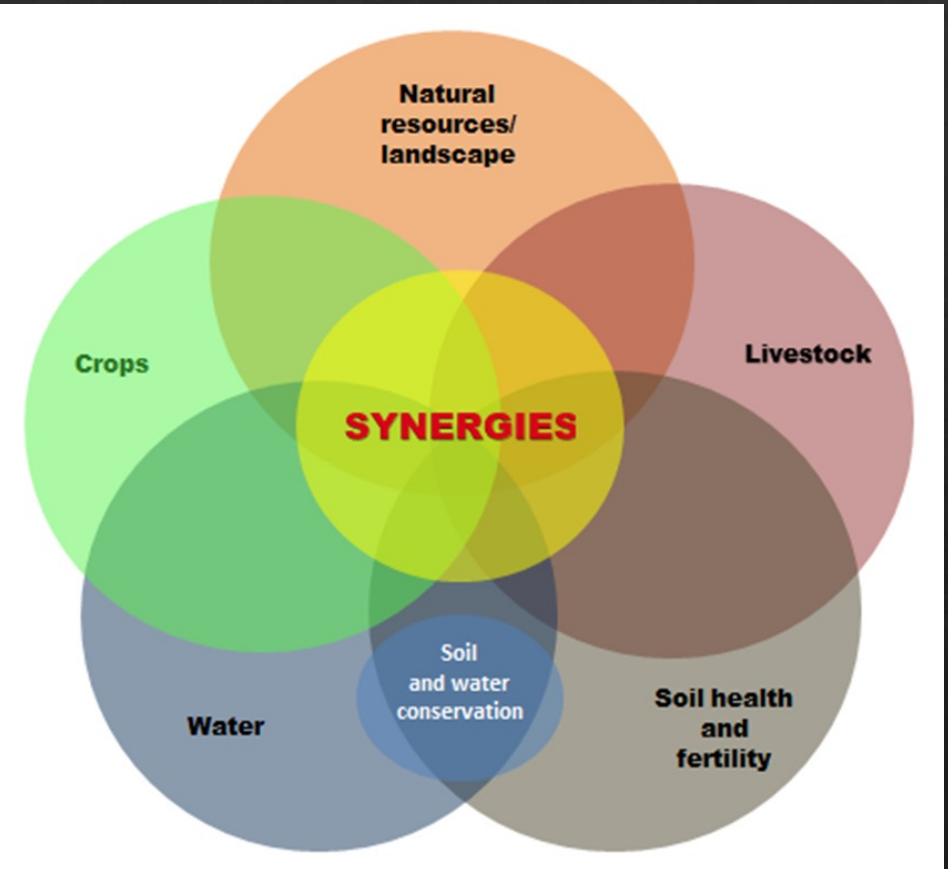 Natural
resources/
landscape
Livestock
Crops
SYNERGIES
Soil
and water
conservation
Soil health
and
fertility
Water